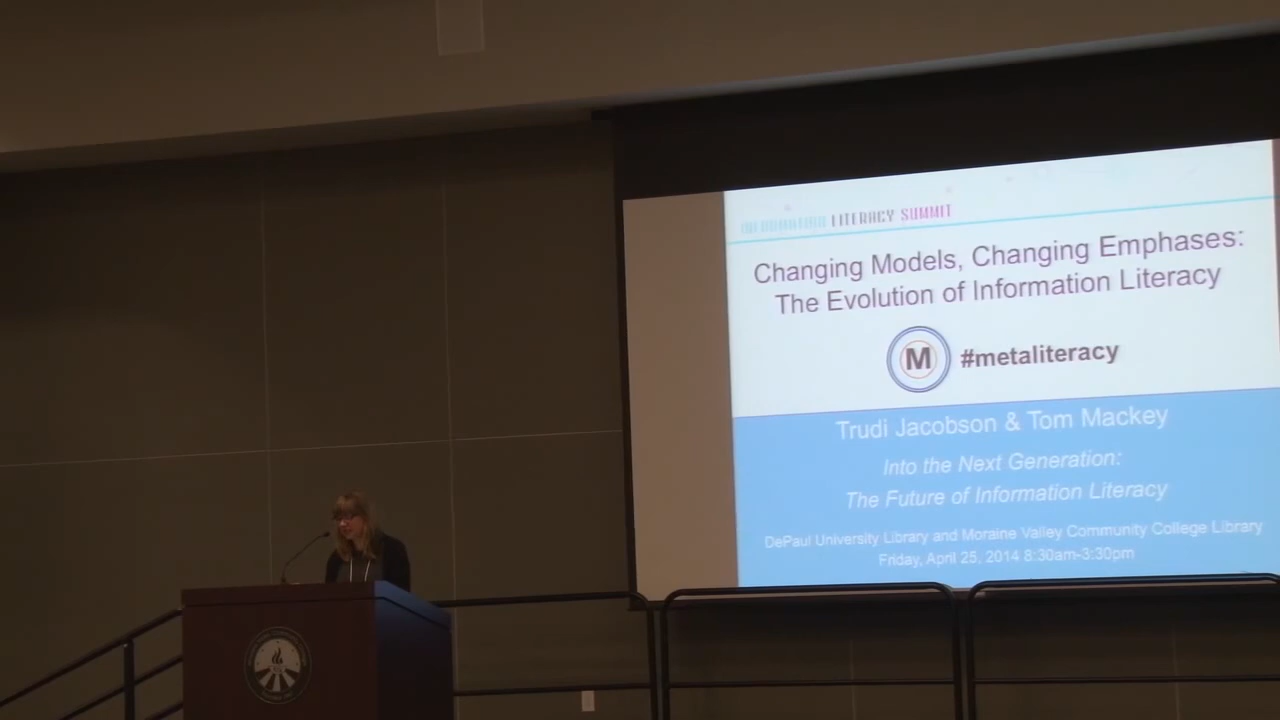 INFORMATION LITERACY SUMMIT
Changing Models, Changing Emphases:
The Evolution of Information Literacy
M #metaliteracy
Trudi Jacobson & Tom Mackey
Into the Next Generation:
The Future of Information Literacy
DePaul University Library and Moraine Valley Community College Library
Friday, April 25, 2014 8:30am-3:30pm